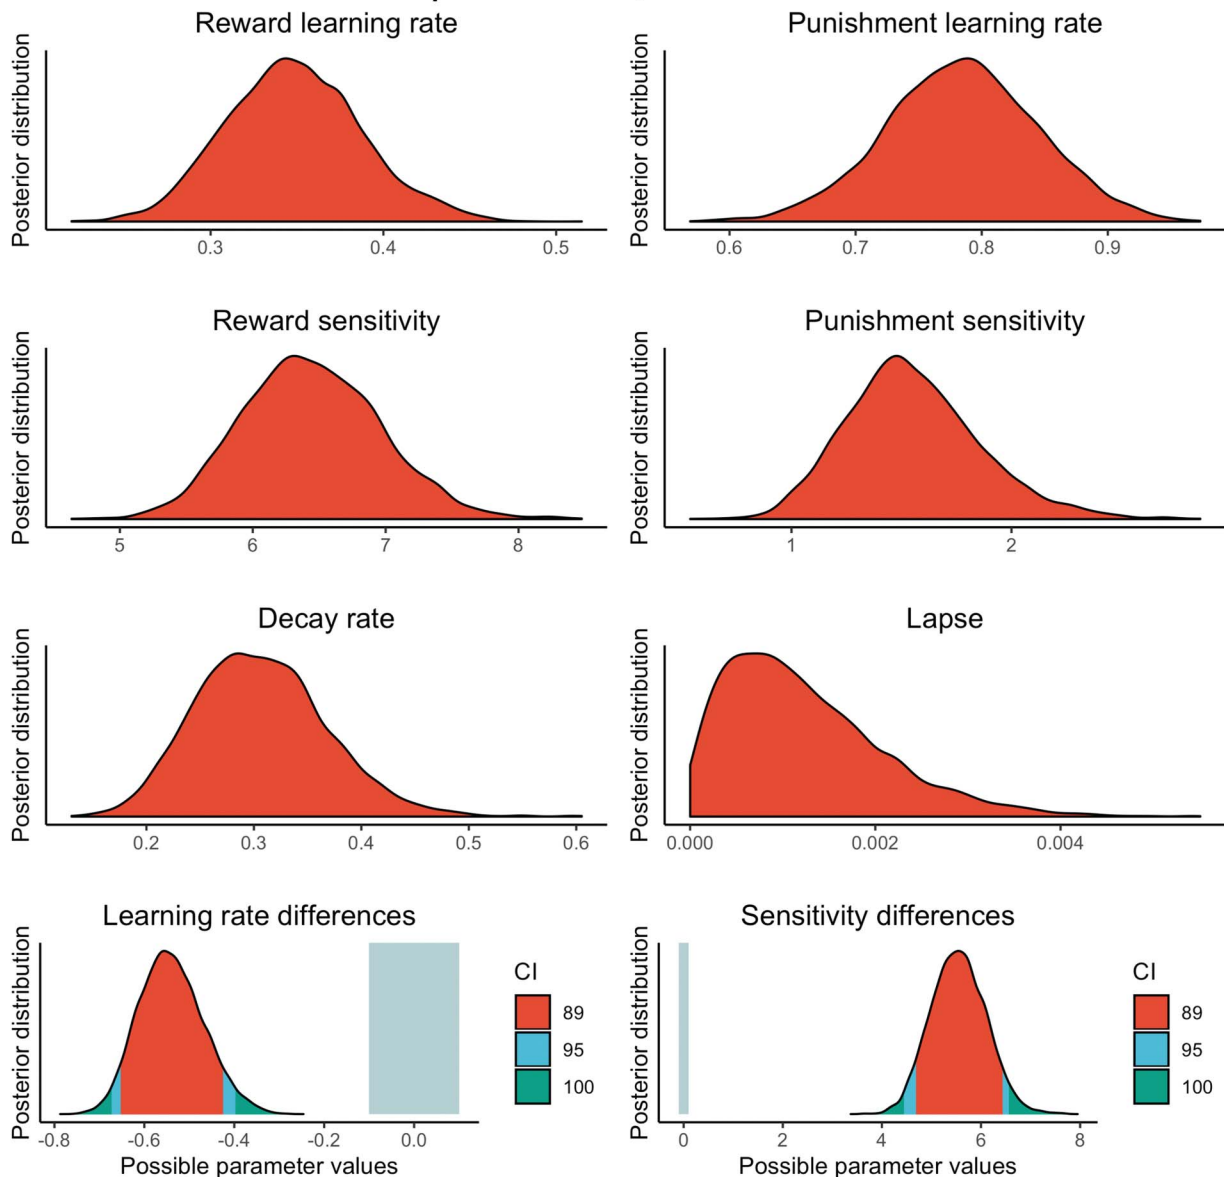 Reward learning rate
Punishment learning rate
Posterior distribution
0.3 0.4 0.5
Posterior distribution
0.6 0.7 0.8 0.9
Reward sensitivity
Punishment sensitivity
Posterior distribution
5 6 7 8
Posterior distribution
1 2
Decay rate
Lapse
Posterior distribution
0.2 0.3 0.4 0.5 0.6
Posterior distribution
0.000 0.002 0.004
Learning rate differences
Posterior distribution
-0.8 -0.6 -0.4 -0.2 0.0
Possible parameter values
CI
89
95
100
Sensitivity differences
Posterior distribution
0 2 4 6 8
Possible parameter values
CI
89
95
100